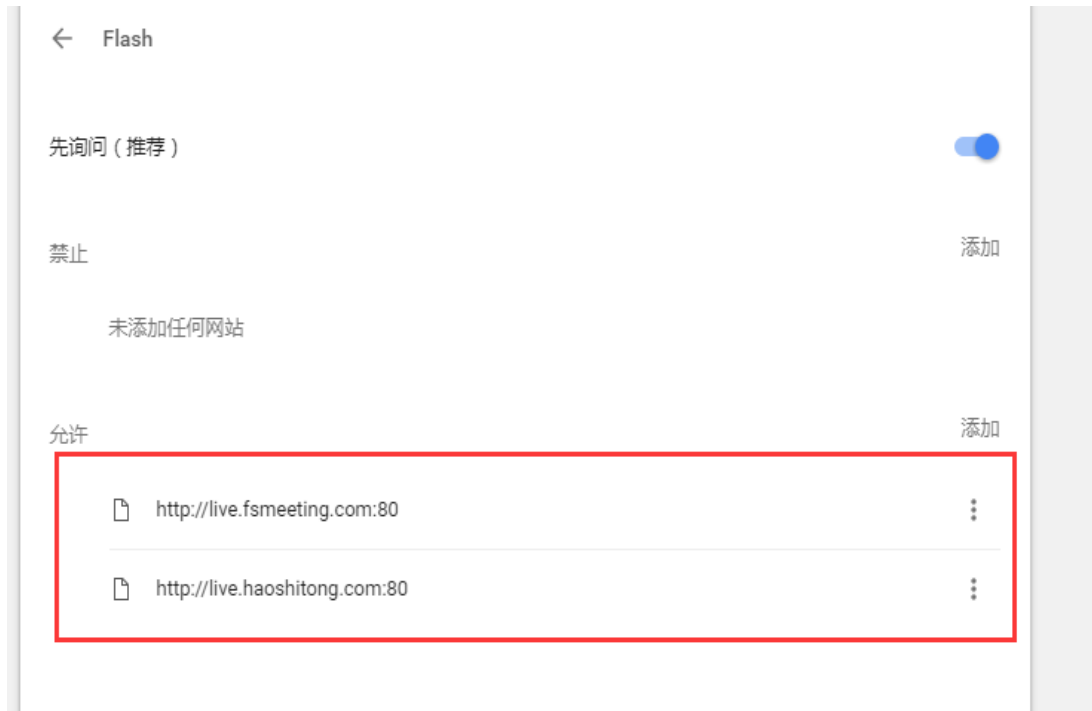 Flash
先询问（推荐）
禁止
添加
未添加任何网站
允许
添加
http://live.fsmeeting.com:80
http://live.haoshitong.com:80